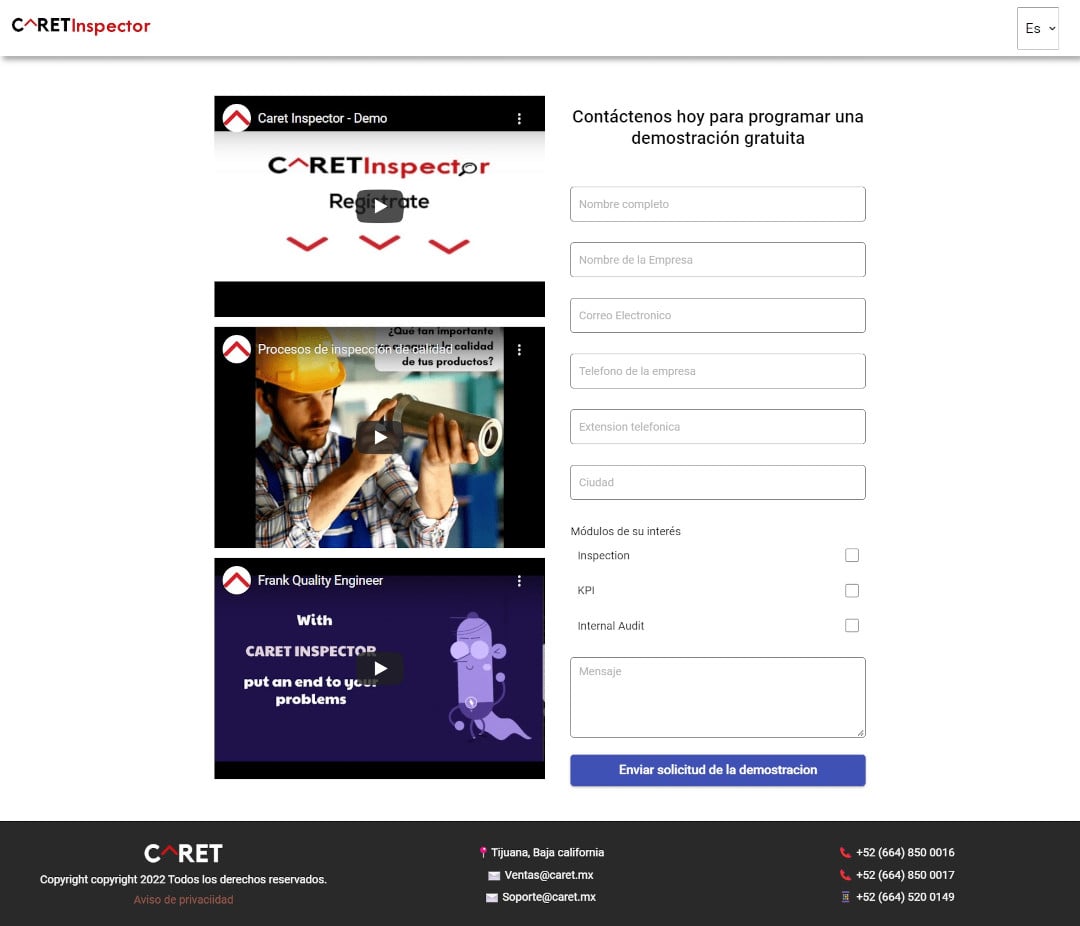 C^RETInspector
Es
Caret Inspector - Demo
C^RETInspector
Regístrate
Procesos de inspección de calidad
¿Qué tan importante
la calidad
de tus productos?
Frank Quality Engineer
With
CARET INSPECTOR
put an end to your
problems
Contáctenos hoy para programar una
demostración gratuita
Nombre completo
Nombre de la Empresa
Correo Electronico
Telefono de la empresa
Extension telefonica
Ciudad
Módulos de su interés
Inspection
KPI
Internal Audit
Mensaje
Enviar solicitud de la demostracion
C^RET
Copyright copyright 2022 Todos los derechos reservados.
Aviso de privaciidad
Tijuana, Baja california
Ventas@caret.mx
Soporte@caret.mx
+52 (664) 850 0016
+52 (664) 850 0017
+52 (664) 520 0149